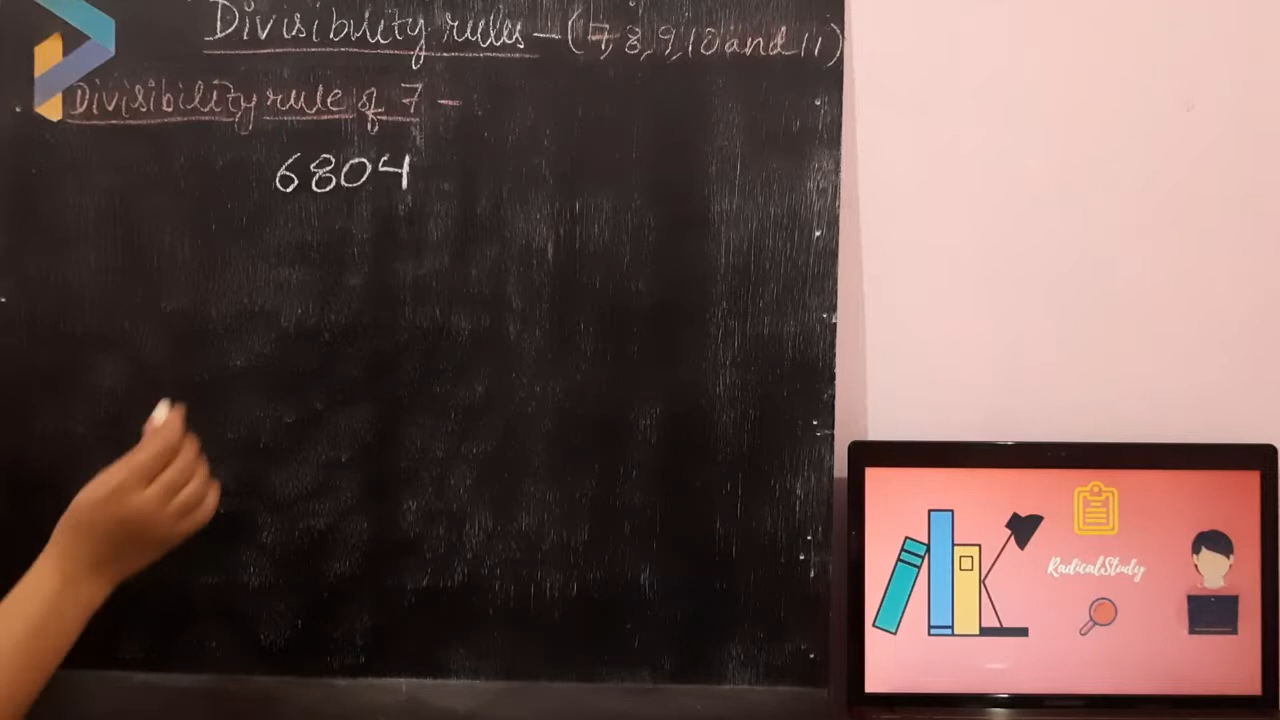 Divisibility rules - (7, 8, 9, 10 and 11)
Divisibility rule of 7 -
6804
RadicalStudy